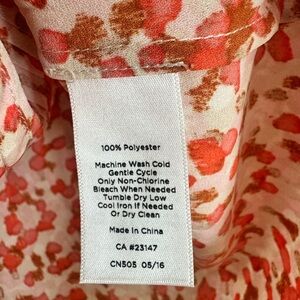 100% Polyester
Machine Wash Cold
Gentle Cycle
Only Non-Chlorine
Bleach When Needed
Tumble Dry Low
Cool Iron If Needed
Or Dry Clean
Made in China
CA #23147
CN505 05/16